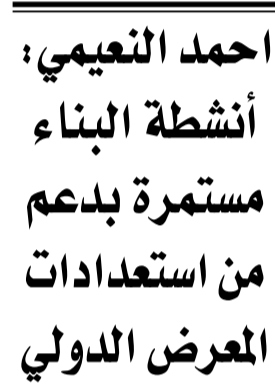 احمد النعيمي:
أنشطة البناء
مستمرة بدعم
من استعدادات
المعرض الدولي